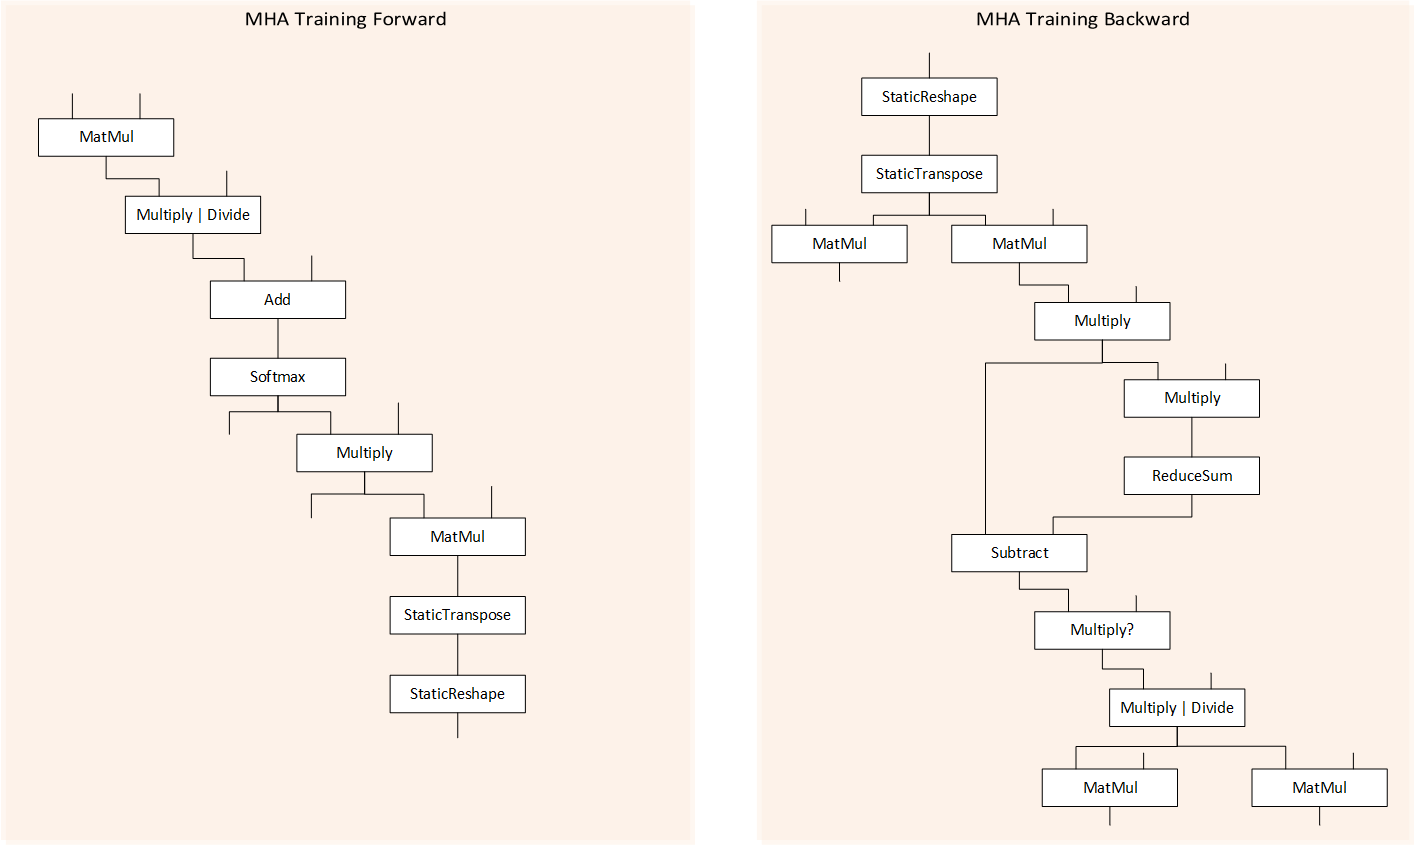 MHA Training Forward
MatMul
Multiply | Divide
Add
Softmax
Multiply
MatMul
StaticTranspose
StaticReshape
MHA Training Backward
StaticReshape
StaticTranspose
MatMul
MatMul
Multiply
Multiply
ReduceSum
Subtract
Multiply?
Multiply | Divide
MatMul
MatMul